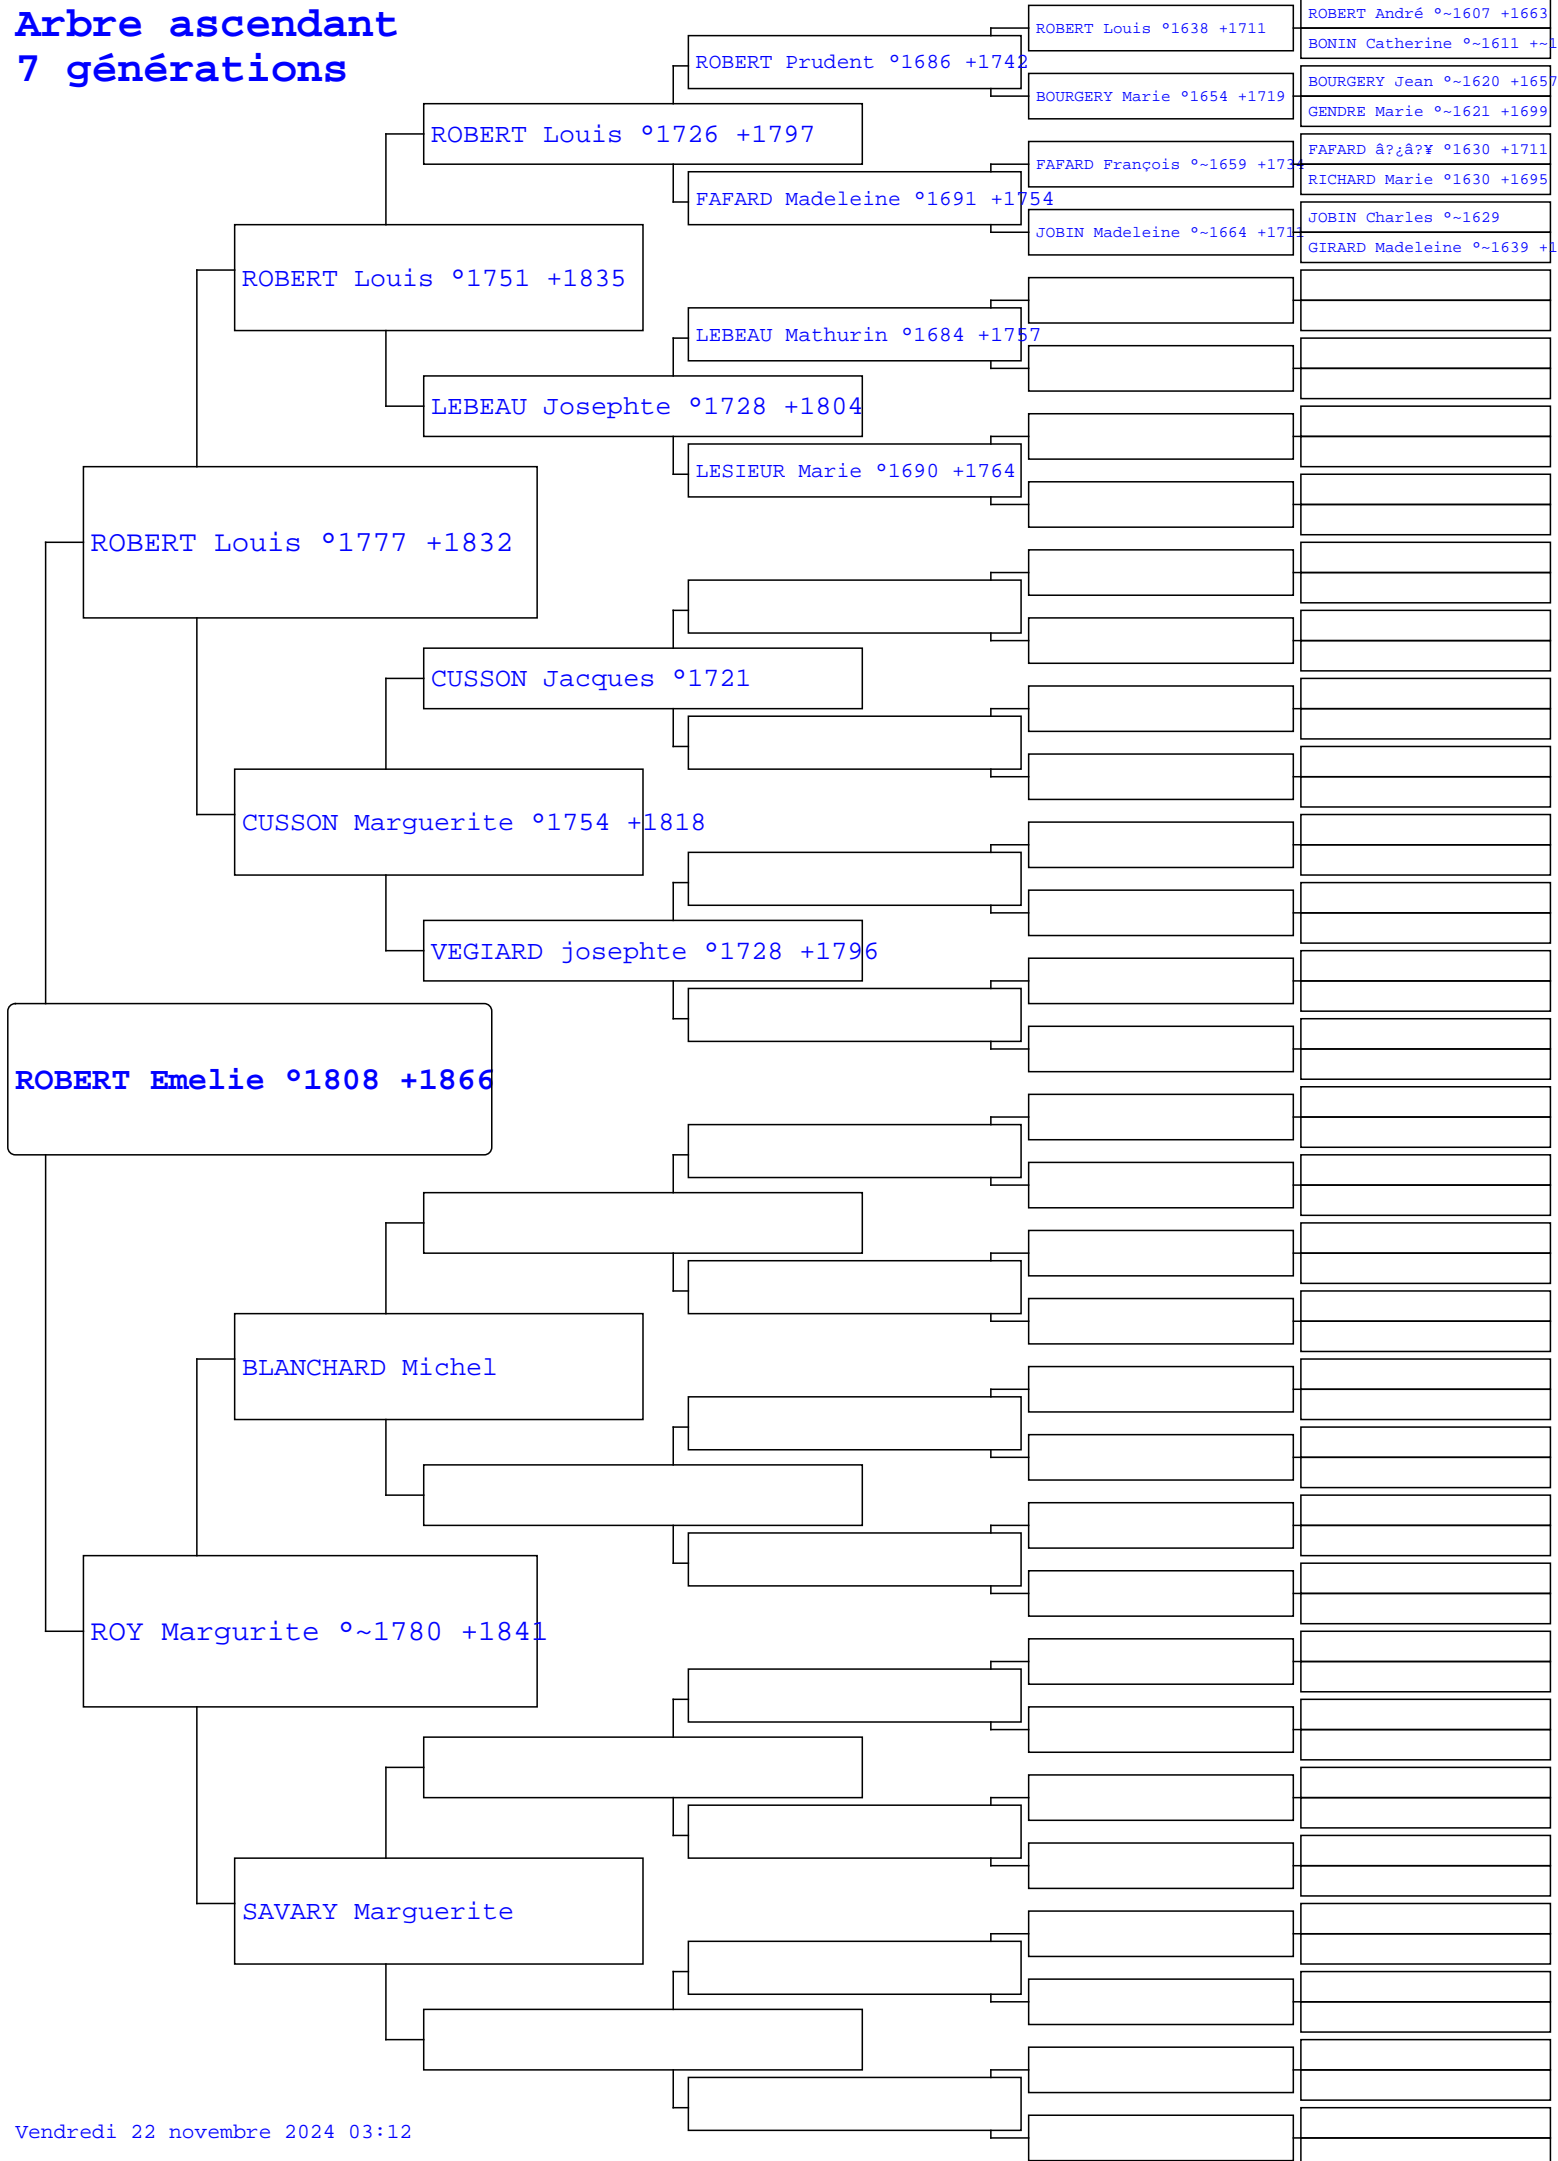 Arbre ascendant
7 générations
ROBERT André °~1607 +1663
ROBERT Louis °1638 +1711
BONIN Catherine °~1611 +~1
ROBERT Prudent °1686 +1742
BOURGERY Jean °~1620 +1657
BOURGERY Marie °1654 +1719
GENDRE Marie °~1621 +1699
ROBERT Louis °1726 +1797
FAFARD â?¿â?¥ °1630 +1711
FAFARD François °~1659 +1734
RICHARD Marie °1630 +1695
FAFARD Madeleine °1691 +1754
JOBIN Charles °~1629
JOBIN Madeleine °~1664 +1711
GIRARD Madeleine °~1639 +1
ROBERT Louis °1751 +1835
LEBEAU Mathurin °1684 +1757
LEBEAU Josephte °1728 +1804
LESIEUR Marie °1690 +1764
ROBERT Louis °1777 +1832
CUSSON Jacques °1721
CUSSON Marguerite °1754 +1818
VEGIARD josephte °1728 +1796
ROBERT Emelie °1808 +1866
BLANCHARD Michel
ROY Margurite °~1780 +1841
SAVARY Marguerite
Vendredi 22 novembre 2024 03:12